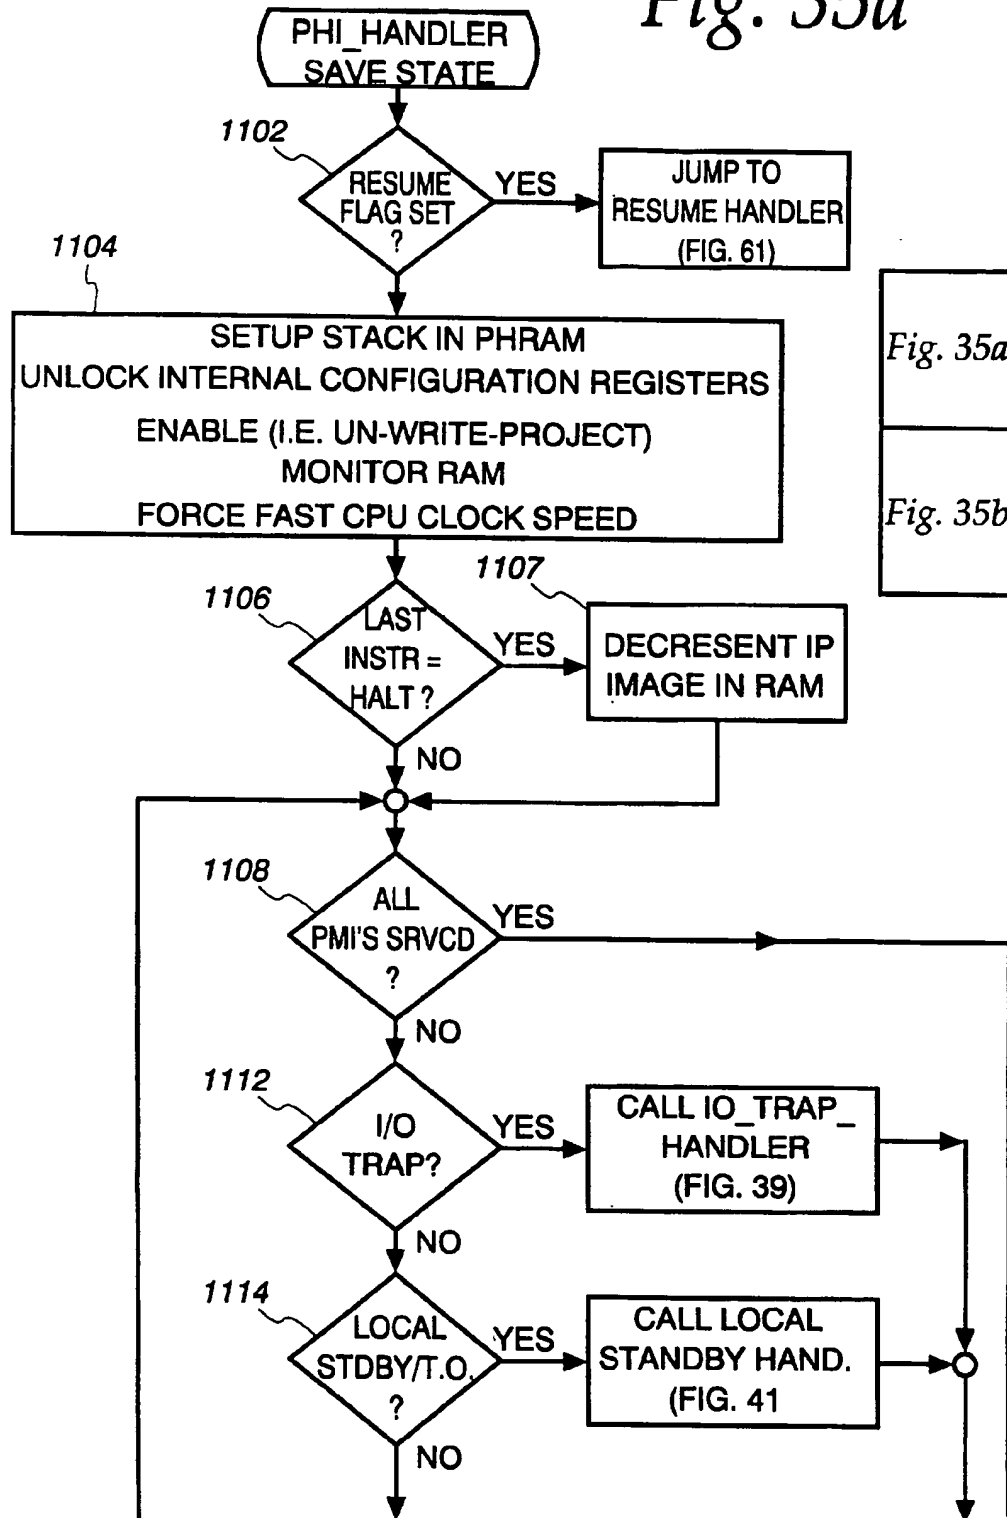 Fig. 35a
PHI_HANDLER
SAVE STATE
1102
RESUME
FLAG SET
?
YES
JUMP TO
RESUME HANDLER
(FIG. 61)
1104
SETUP STACK IN PHRAM
UNLOCK INTERNAL CONFIGURATION REGISTERS
ENABLE (I.E. UN-WRITE-PROJECT)
MONITOR RAM
FORCE FAST CPU CLOCK SPEED
Fig. 35a
Fig. 35b
1106
LAST
INSTR =
HALT ?
YES
1107
DECRESENT IP
IMAGE IN RAM
NO
1108
ALL
PMI'S SRVCD
?
YES
NO
1112
I/O
TRAP?
YES
CALL IO_TRAP_
HANDLER
(FIG. 39)
NO
1114
LOCAL
STDBY/T.O.
?
YES
CALL LOCAL
STANDBY HAND.
(FIG. 41
NO